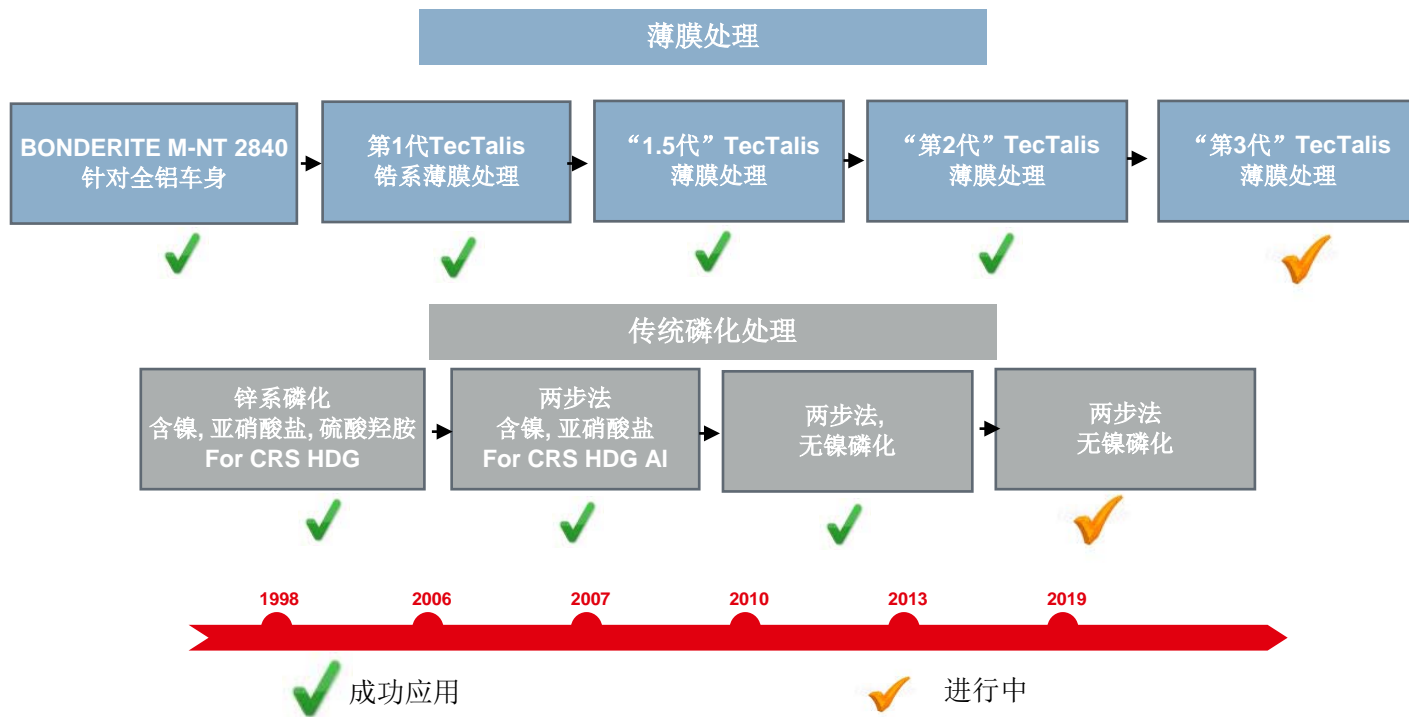 薄膜处理
BONDERITE M-NT 2840
针对全铝车身
第1代TecTalis
锆系薄膜处理
“1.5代” TecTalis
薄膜处理
“第2代” TecTalis
薄膜处理
“第3代” TecTalis
薄膜处理
传统磷化处理
锌系磷化
含镍, 亚硝酸盐, 硫酸羟胺
For CRS HDG
两步法
含镍, 亚硝酸盐
For CRS HDG Al
两步法,
无镍磷化
两步法
无镍磷化
1998
2006
2007
2010
2013
2019
成功应用
进行中